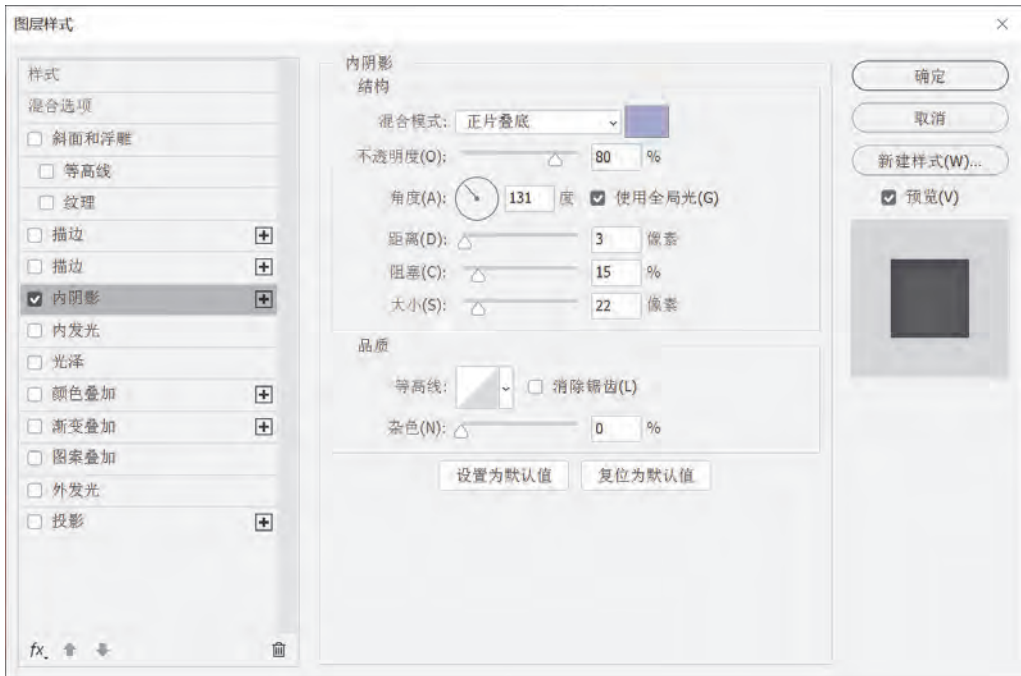 图层样式
样式
混合选项
斜面和浮雕
等高线
纹理
描边
描边
内阴影
内发光
光泽
颜色叠加
渐变叠加
图案叠加
外发光
投影
fx
内阴影
结构
混合模式: 正片叠底
不透明度(O): 80 %
角度(A): 131 度 使用全局光(G)
距离(D): 3 像素
阻塞(C): 15 %
大小(S): 22 像素
品质
等高线: 消除锯齿(L)
杂色(N): 0 %
设置为默认值 复位为默认值
确定
取消
新建样式(W)...
预览(V)